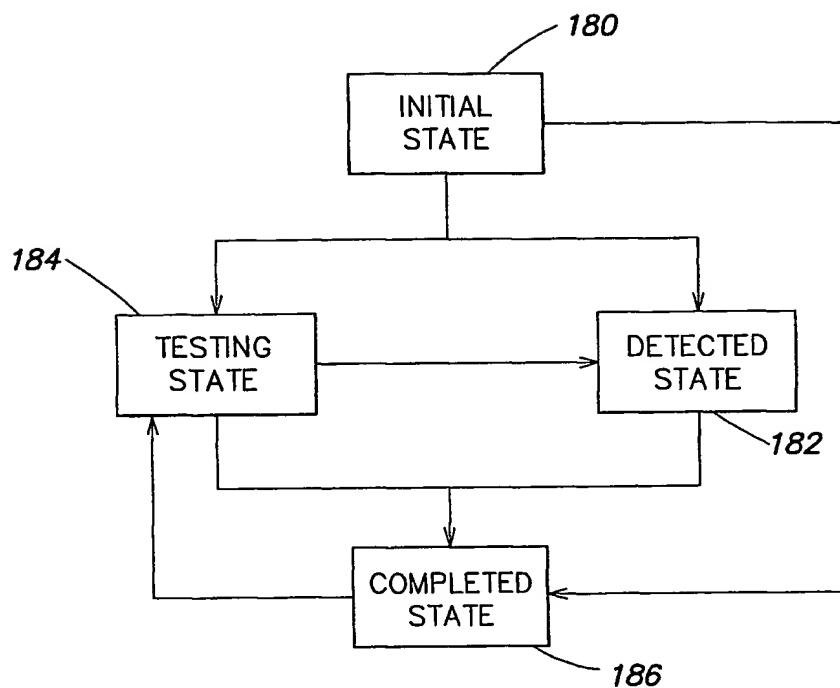 180
INITIAL
STATE
184
TESTING
STATE
DETECTED
STATE
182
COMPLETED
STATE
186